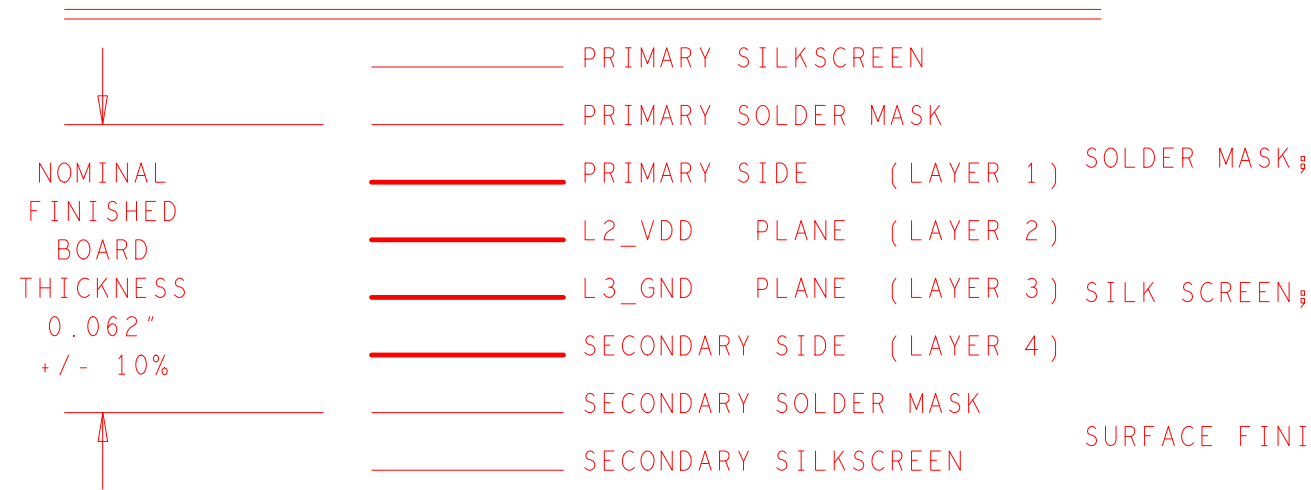 PRIMARY SILKSCREEN
PRIMARY SOLDER MASK
PRIMARY SIDE (LAYER 1)
L2_VDD PLANE (LAYER 2)
L3_GND PLANE (LAYER 3)
SECONDARY SIDE (LAYER 4)
SECONDARY SOLDER MASK
SECONDARY SILKSCREEN
NOMINAL
FINISHED
BOARD
THICKNESS
0.062"
+/- 10%
SOLDER MASK;
SILK SCREEN;
SURFACE